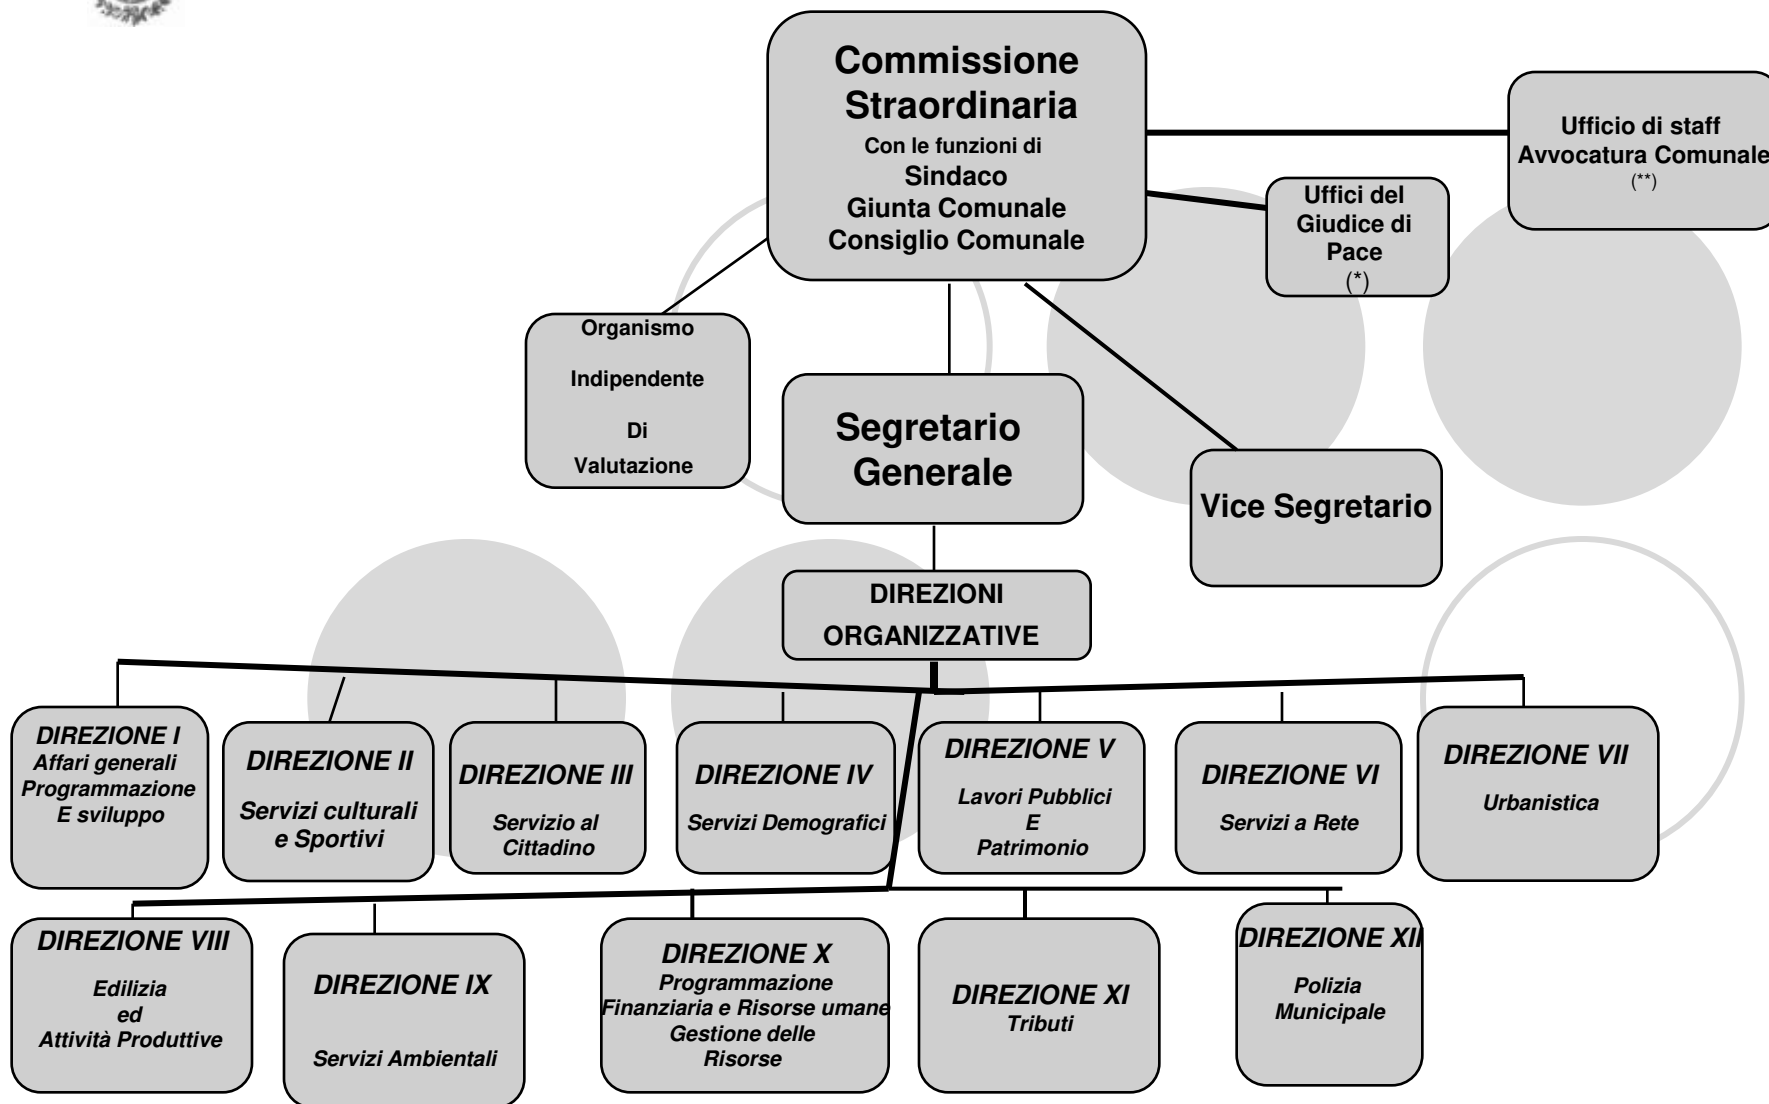 Commissione
Straordinaria
Con le funzioni di
Sindaco
Giunta Comunale
Consiglio Comunale
Ufficio di staff
Avvocatura Comunale
(**)
Uffici del
Giudice di
Pace
(*)
Organismo
Indipendente
Di
Valutazione
Segretario
Generale
Vice Segretario
DIREZIONI
ORGANIZZATIVE
DIREZIONE I
Affari generali
Programmazione
E sviluppo
DIREZIONE II
Servizi culturali
e Sportivi
DIREZIONE III
Servizio al
Cittadino
DIREZIONE IV
Servizi Demografici
DIREZIONE V
Lavori Pubblici
E
Patrimonio
DIREZIONE VI
Servizi a Rete
DIREZIONE VII
Urbanistica
DIREZIONE VIII
Edilizia
ed
Attività Produttive
DIREZIONE IX
Servizi Ambientali
DIREZIONE X
Programmazione
Finanziaria e Risorse umane
Gestione delle
Risorse
DIREZIONE XI
Tributi
DIREZIONE XII
Polizia
Municipale